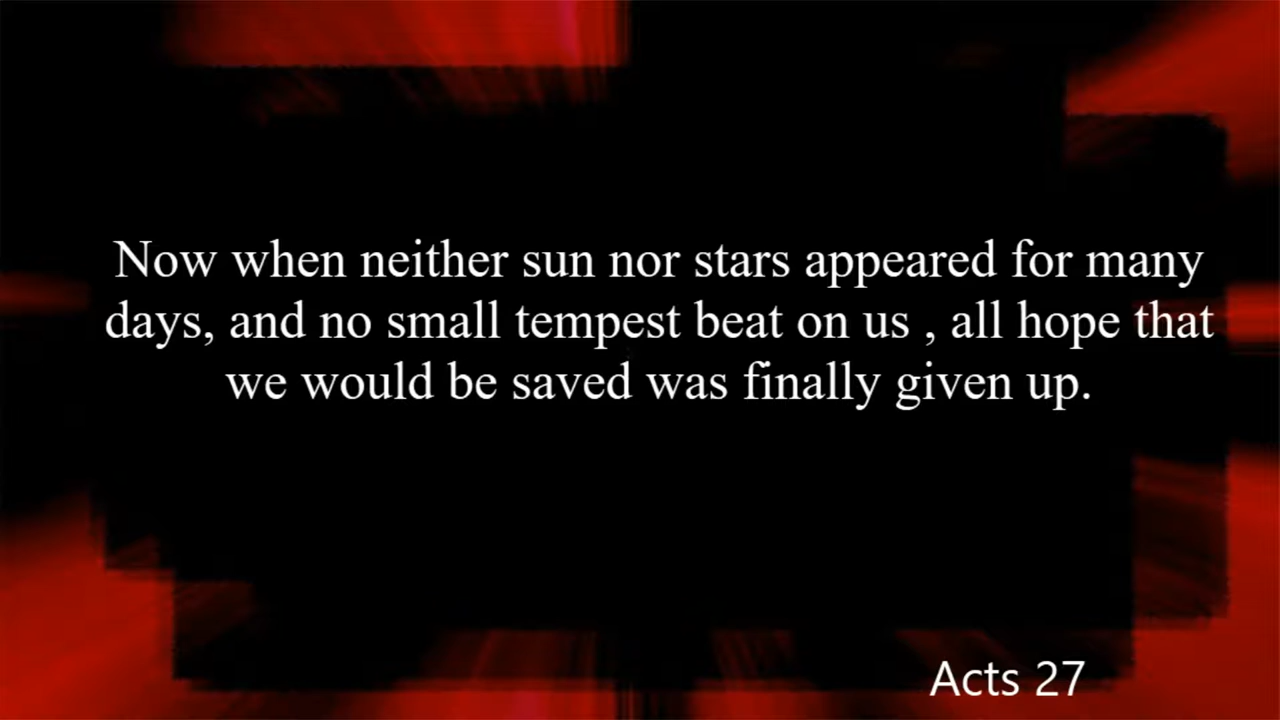 Now when neither sun nor stars appeared for many
days, and no small tempest beat on us , all hope that
we would be saved was finally given up.
Acts 27